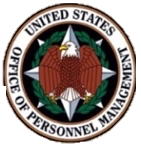 UNITED STATES
OFFICE OF PERSONNEL MANAGEMENT